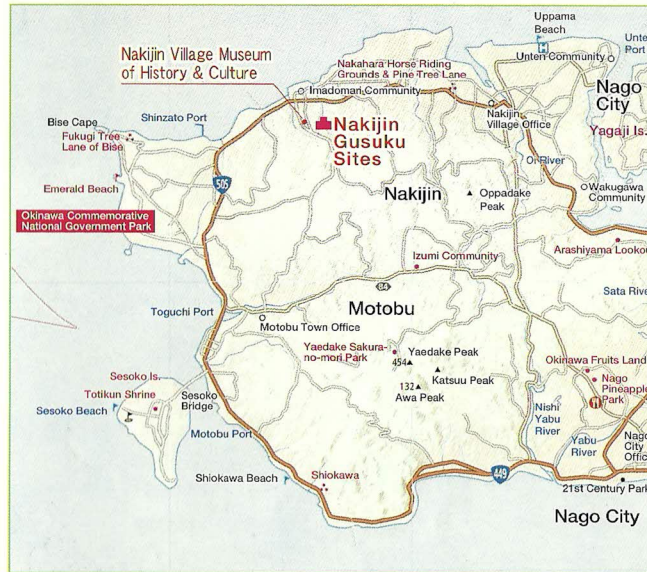 Uppama
Beach
Nakijin Village Museum
of History & Culture
Nakahara Horse Riding
Grounds & Pine Tree Lane
Unten Community
Unten
Port
Imadomari Community
Nago
City
Bise Cape
Shinzato Port
Nakijin
Village Office
Fukugi Tree
Lane of Bise
Nakijin
Gusuku
Sites
Yagaji Is.
Ōi River
Emerald Beach
505
Nakijin
Oppadake
Peak
Wakugawa
Community
Okinawa Commemorative
National Government Park
Izumi Community
Arashiyama Lookou
84
Sata Rive
Toguchi Port
Motobu
Motobu Town Office
Yaedake Sakura-
no-mori Park
Yaedake Peak
454
Okinawa Fruits Land
Sesoko Is.
Totikun Shrine
Katsuu Peak
132
Awa Peak
Nago
Pineapple
Park
Sesoko Beach
Sesoko
Bridge
Nishi
Yabu
River
Motobu Port
Yabu
River
Nago
City
Office
Shiokawa Beach
Shiokawa
449
21st Century Park
Nago City